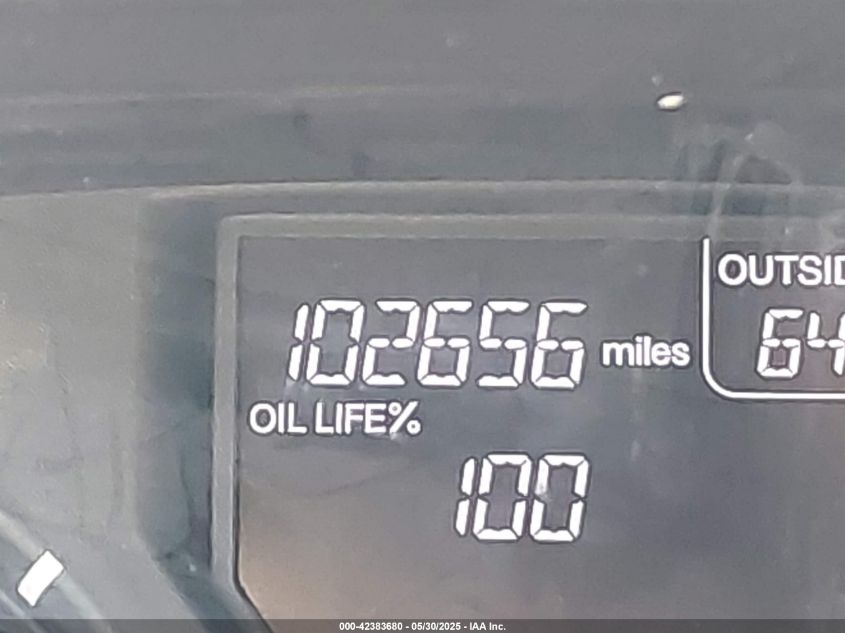 OUTSID
102656 miles
64
OIL LIFE%
100
000-42383680 - 05/30/2025 - IAA Inc.